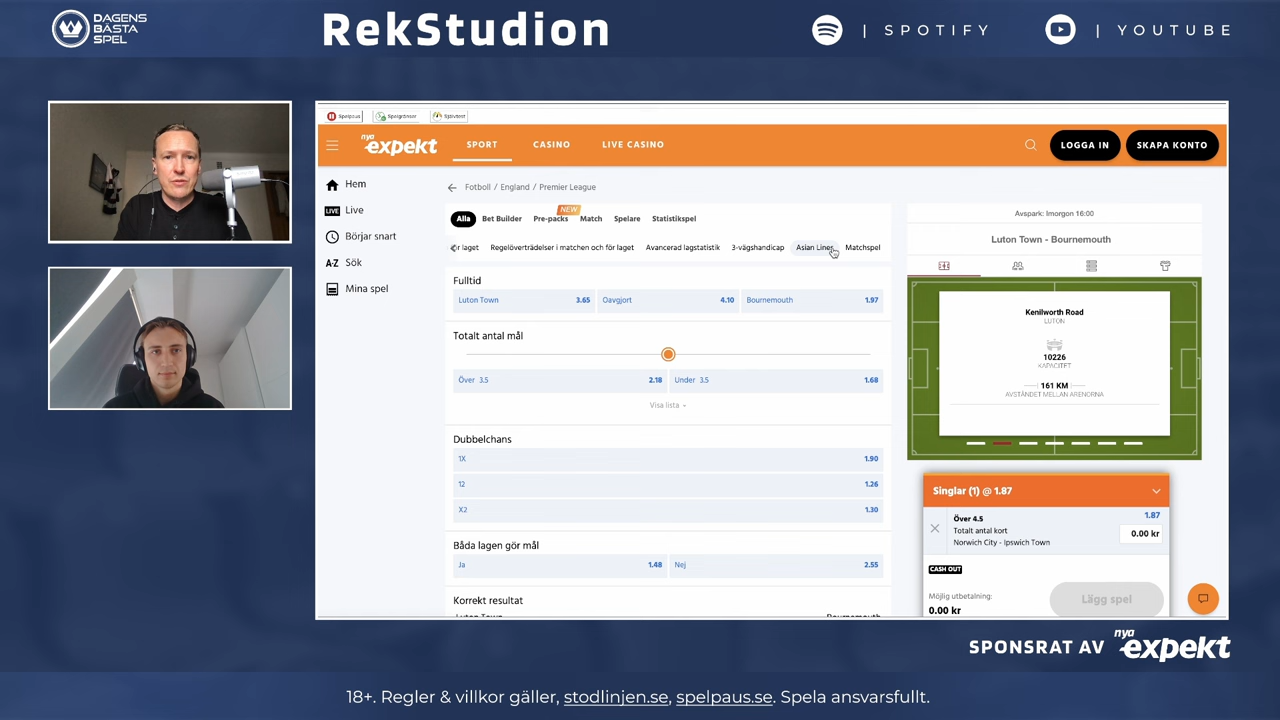 DAGENS
BÄSTA
SPEL
RekStudion
| SPOTIFY
| YOUTUBE
Spelpaus
Spelgränser
Självtest
nya
expekt
SPORT
CASINO
LIVE CASINO
LOGGA IN
SKAPA KONTO
Hem
LIVE Live
Börjar snart
A-Z Sök
Mina spel
Fotboll / England / Premier League
NEW
Alla Bet Builder Pre-packs Match Spelare Statistikspel
laget Regelöverträdelser i matchen och för laget Avancerad lagstatistik 3-vägshandicap Asian Lines Matchspel
Fulltid
Luton Town 3.65 Oavgjort 4.10 Bournemouth 1.97
Totalt antal mål
Över 3.5 2.18 Under 3.5 1.68
Visa lista
Dubbelchans
1X 1.90
12 1.26
X2 1.30
Båda lagen gör mål
Ja 1.48 Nej 2.55
Korrekt resultat
Luton Town Bournemouth
Avspark: Imorgon 16:00
Luton Town - Bournemouth
Kenilworth Road
LUTON
10226
KAPACITET
161 KM
AVSTÅNDET MELLAN ARENORNA
Singlar (1) @ 1.87
Över 4.5 1.87
Totalt antal kort
0.00 kr
Norwich City - Ipswich Town
CASH OUT
Möjlig utbetalning:
0.00 kr
Lägg spel
SPONSRAT AV nya expekt
18+. Regler & villkor gäller, stodlinjen.se, spelpaus.se. Spela ansvarsfullt.